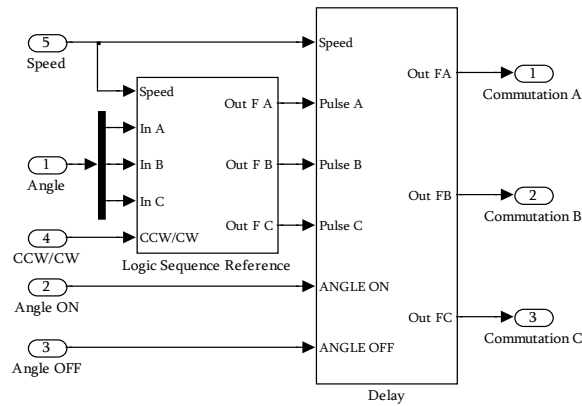 5
Speed
Speed
Out FA
1
Commutation A
Speed
Out F A
Pulse A
In A
1
Angle
In B
Out F B
Pulse B
In C
Out FB
2
Commutation B
4
CCW/CW
CCW/CW
Out F C
Pulse C
Logic Sequence Reference
2
Angle ON
ANGLE ON
Out FC
3
Commutation C
3
Angle OFF
ANGLE OFF
Delay